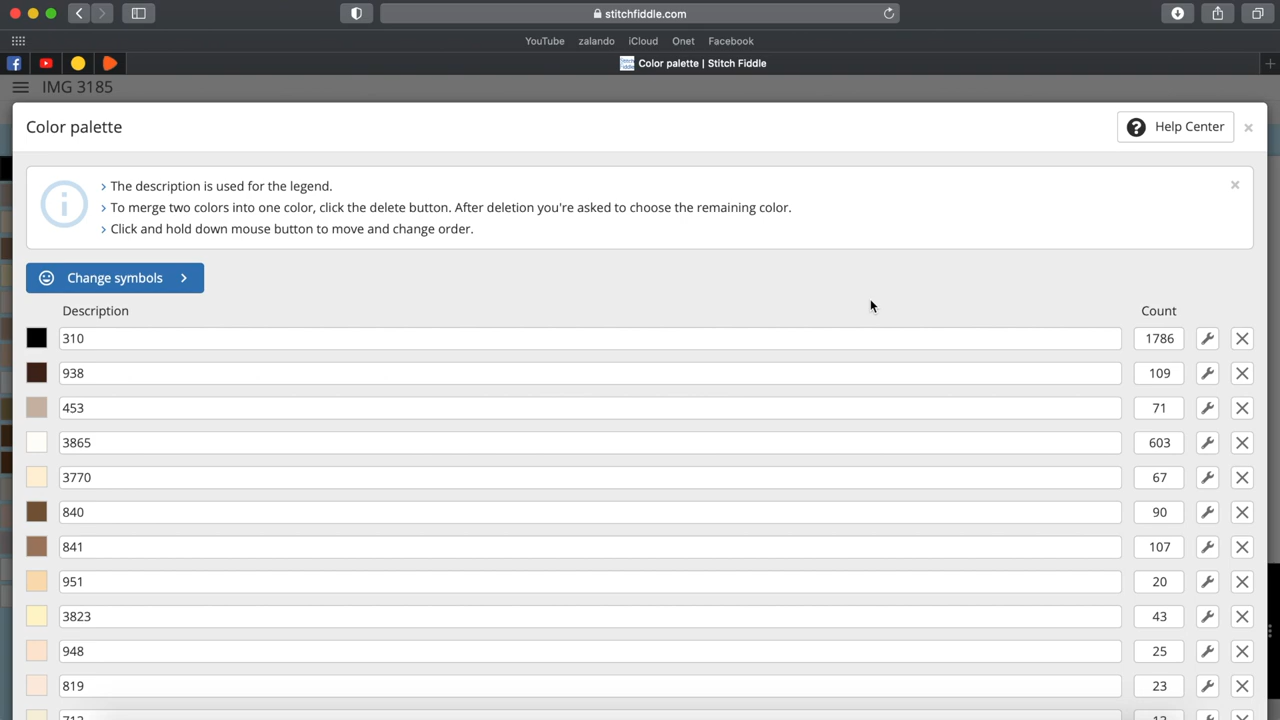 stitchfiddle.com
YouTube zalando iCloud Onet Facebook
Color palette | Stitch Fiddle
IMG 3185
Color palette
Help Center
The description is used for the legend.
To merge two colors into one color, click the delete button. After deletion you're asked to choose the remaining color.
Click and hold down mouse button to move and change order.
Change symbols
Description Count
310 1786
938 109
453 71
3865 603
3770 67
840 90
841 107
951 20
3823 43
948 25
819 23